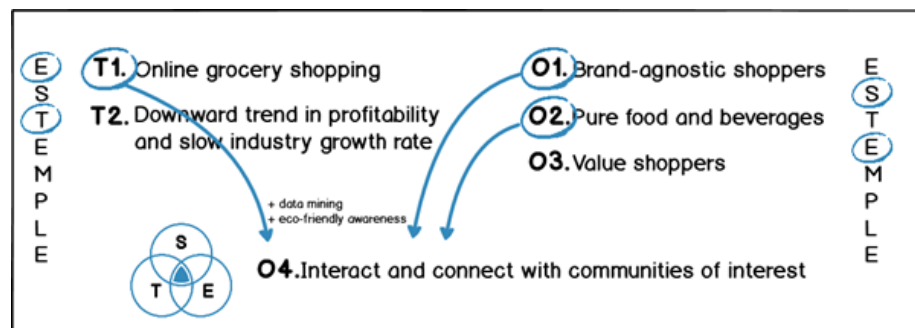 E
S
T
E
M
P
L
E
T1. Online grocery shopping
T2. Downward trend in profitability
and slow industry growth rate
O1. Brand-agnostic shoppers
O2. Pure food and beverages
O3. Value shoppers
+ data mining
+ eco-friendly awareness
O4. Interact and connect with communities of interest
S
T
E
E
S
T
E
M
P
L
E